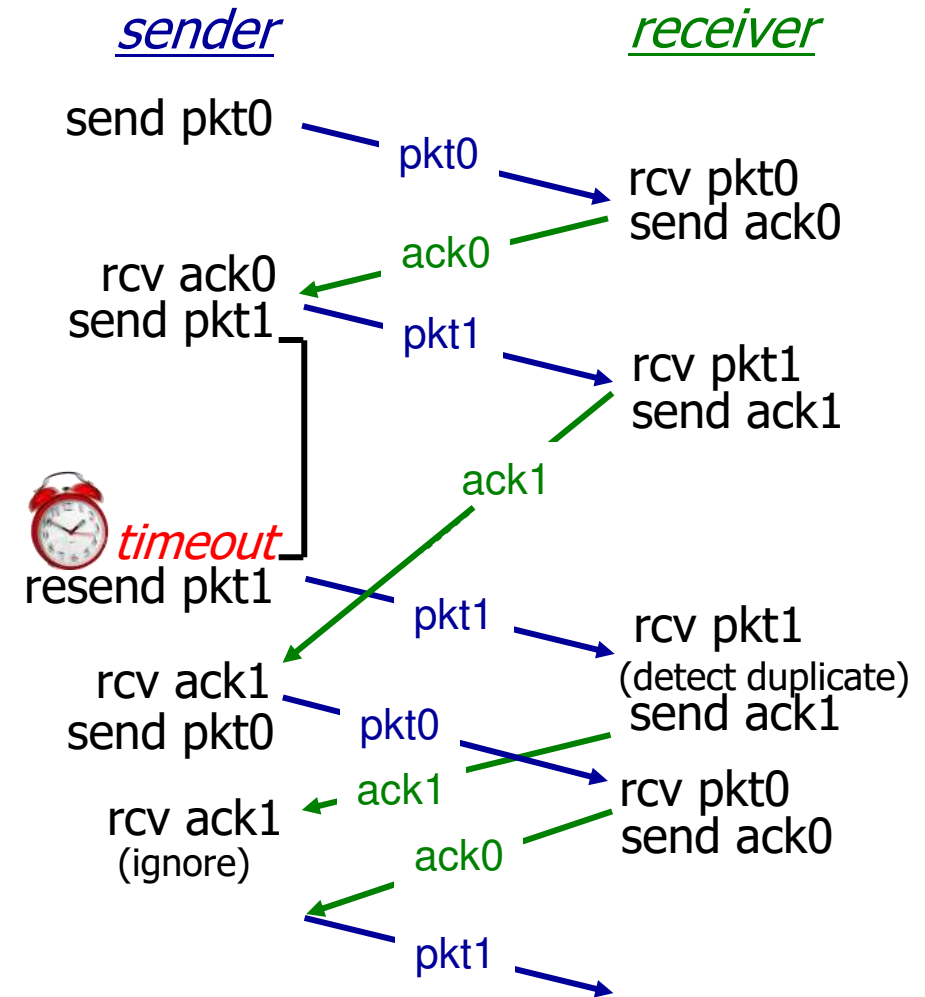 sender
receiver
send pkt0
pkt0
rcv pkt0
send ack0
ack0
rcv ack0
send pkt1
pkt1
rcv pkt1
send ack1
ack1
timeout
resend pkt1
pkt1
rcv pkt1
(detect duplicate)
send ack1
rcv ack1
send pkt0
pkt0
ack1
rcv pkt0
send ack0
rcv ack1
(ignore)
ack0
pkt1